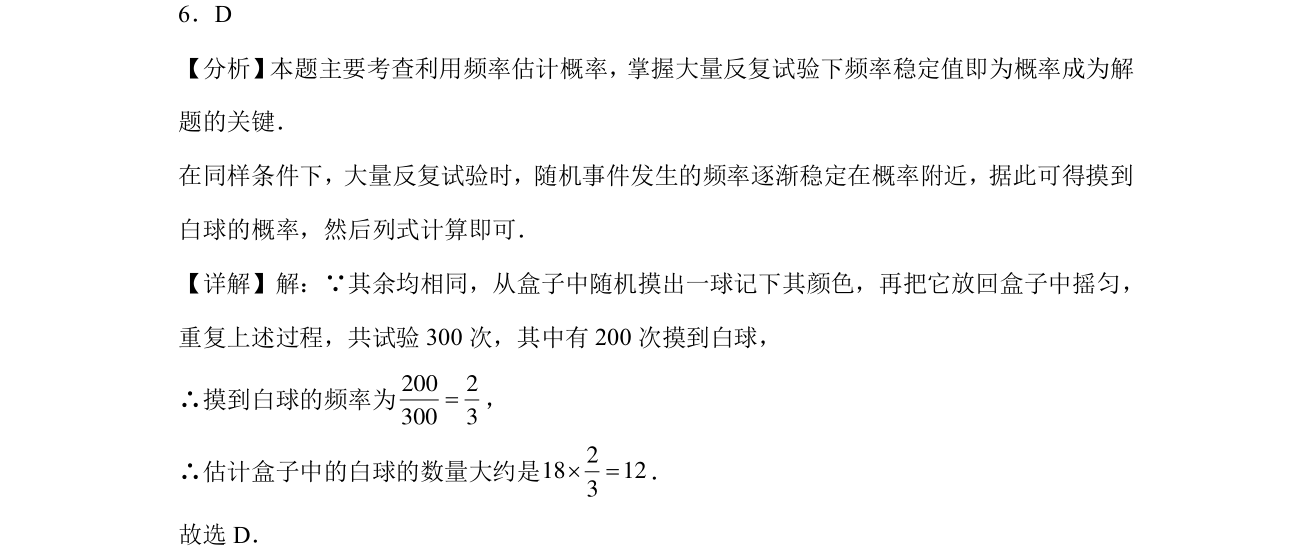 6．D
【分析】本题主要考查利用频率估计概率，掌握大量反复试验下频率稳定值即为概率成为解
题的关键．
在同样条件下，大量反复试验时，随机事件发生的频率逐渐稳定在概率附近，据此可得摸到
白球的概率，然后列式计算即可．
【详解】解：∵其余均相同，从盒子中随机摸出一球记下其颜色，再把它放回盒子中摇匀，
重复上述过程，共试验 300 次，其中有 200 次摸到白球，
∴摸到白球的频率为 200/300 = 2/3，
∴估计盒子中的白球的数量大约是18×2/3=12．
故选 D．